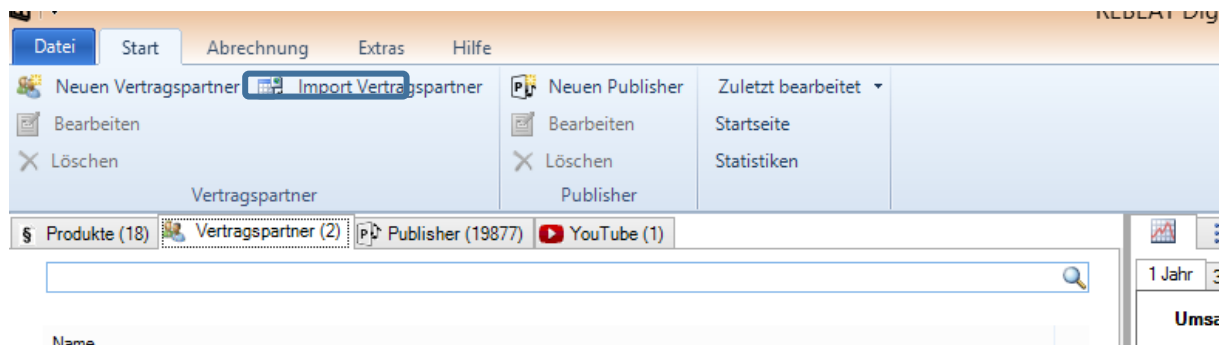 Datei Start Abrechnung Extras Hilfe
Neuen Vertragspartner Import Vertragspartner Neuen Publisher Zuletzt bearbeitet
Bearbeiten Bearbeiten Startseite
Löschen Löschen Statistiken
Vertragspartner Publisher
§ Produkte (18) Vertragspartner (2) Publisher (19877) YouTube (1)
1 Jahr
Name